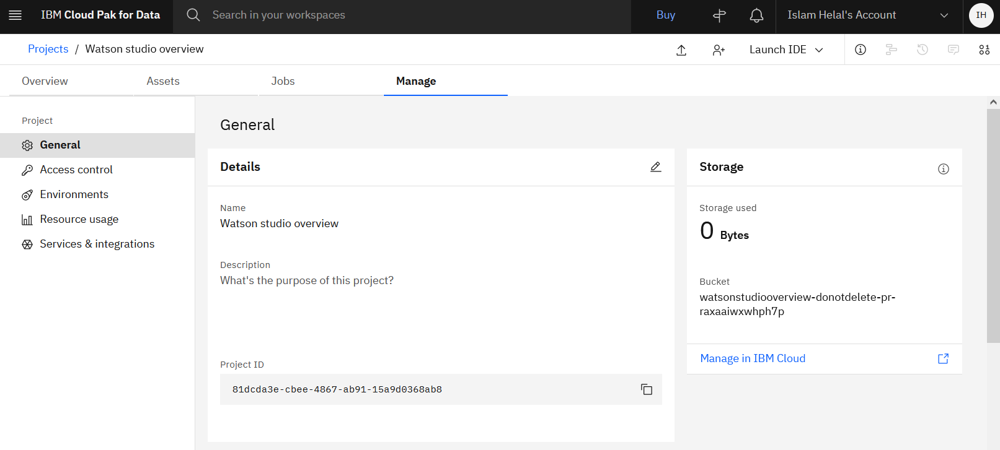 IBM Cloud Pak for Data
Search in your workspaces
Buy
Islam Helal's Account
IH
Projects / Watson studio overview
Launch IDE
Overview
Assets
Jobs
Manage
Project
General
Access control
Environments
Resource usage
Services & integrations
General
Details
Name
Watson studio overview
Description
What's the purpose of this project?
Project ID
81dcda3e-cbee-4867-ab91-15a9d0368ab8
Storage
Storage used
0 Bytes
Bucket
watsonstudiooverview-donotdelete-pr-
raxaaiwxwhph7p
Manage in IBM Cloud